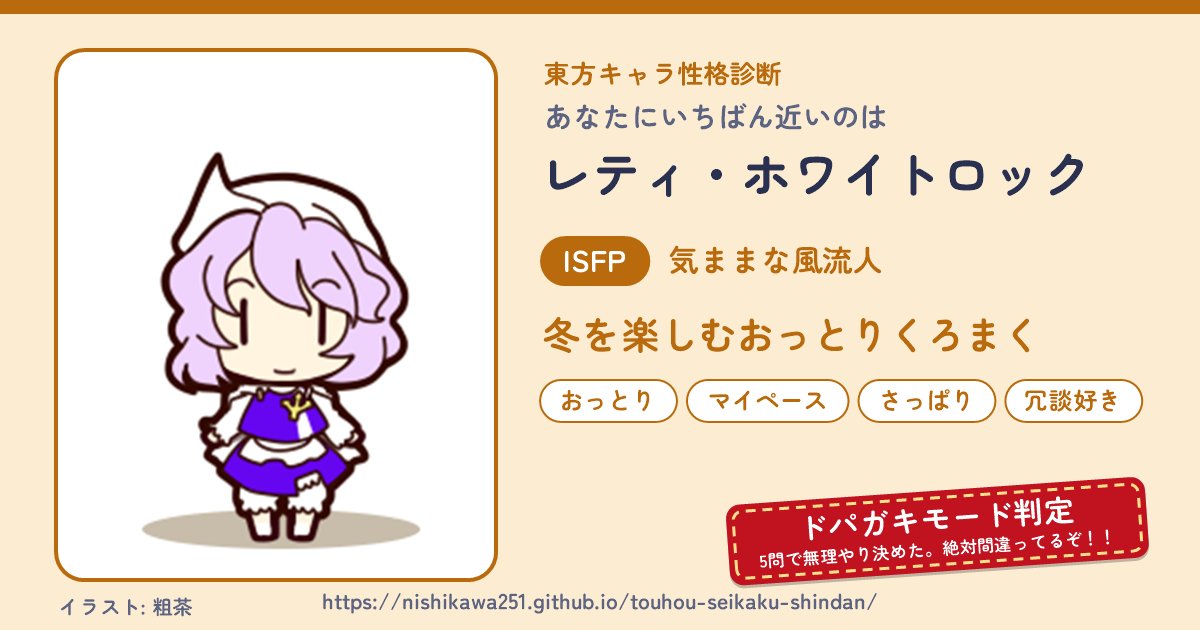 東方キャラ性格診断
あなたにいちばん近いのは
レティ・ホワイトロック
ISFP 気ままな風流人
冬を楽しむおっとりくろまく
おっとり マイペース さっぱり 冗談好き
ドパガキモード判定
5問で無理やり決めた。絶対間違ってるぞ！！
イラスト: 粗茶
https://nishikawa251.github.io/touhou-seikaku-shindan/